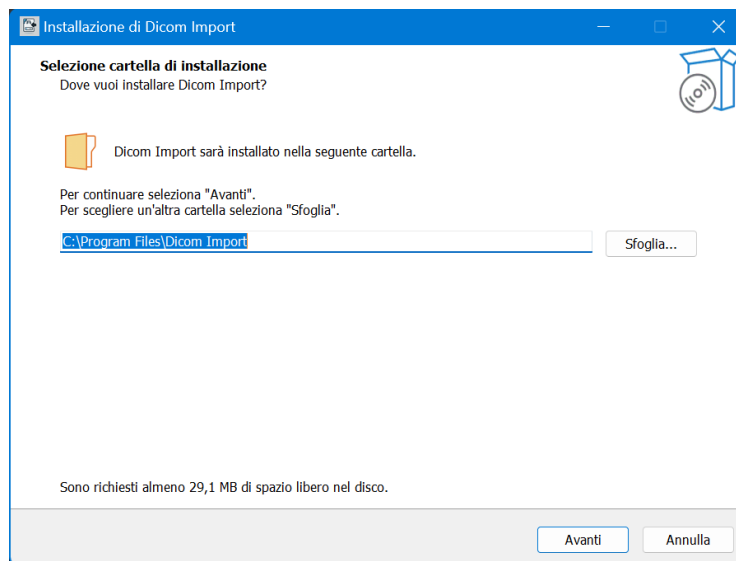 Installazione di Dicom Import
Selezione cartella di installazione
Dove vuoi installare Dicom Import?
Dicom Import sarà installato nella seguente cartella.
Per continuare seleziona "Avanti".
Per scegliere un'altra cartella seleziona "Sfoglia".
C:\Program Files\Dicom Import
Sfoglia...
Sono richiesti almeno 29,1 MB di spazio libero nel disco.
Avanti
Annulla